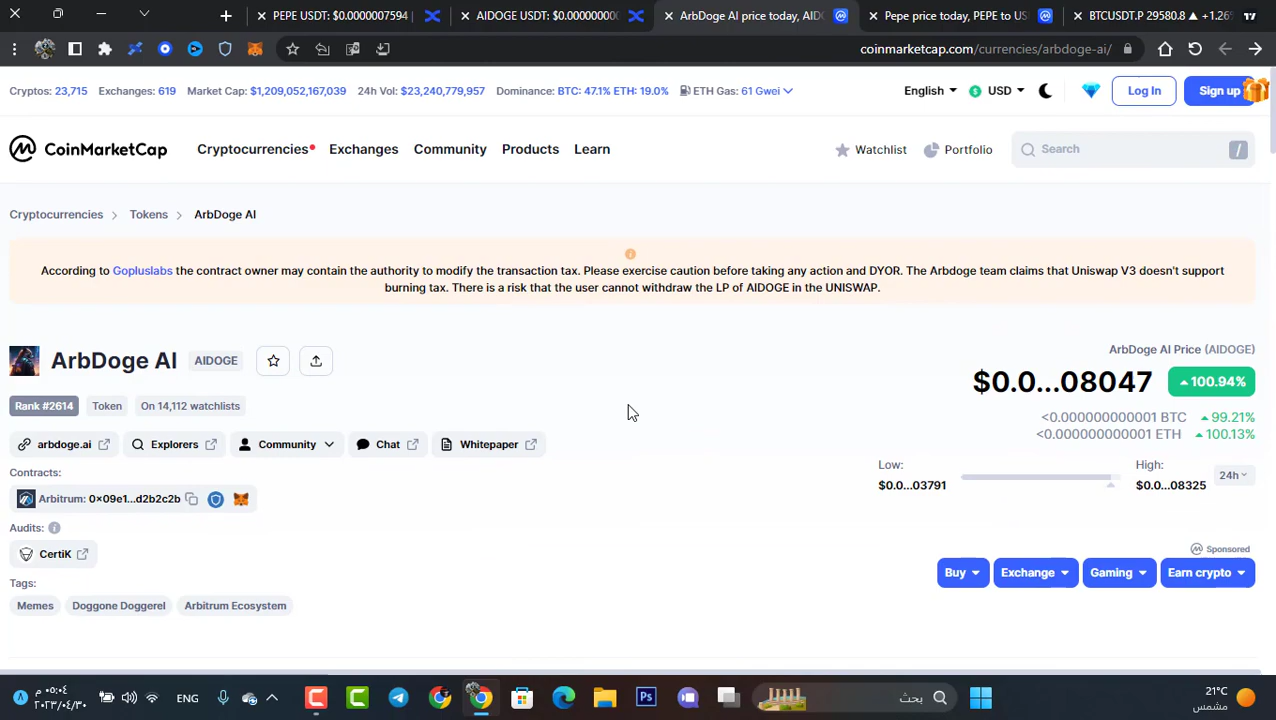 PEPE USDT: $0.0000007594
AIDOGE USDT: $0.000000000
ArbDoge AI price today, AIDO
Pepe price today, PEPE to US
BTCUSDT.P 29580.8 ▲ +1.26%
coinmarketcap.com/currencies/arbdoge-ai/
Cryptos: 23,715 Exchanges: 619 Market Cap: $1,209,052,167,039 24h Vol: $23,240,779,957 Dominance: BTC: 47.1% ETH: 19.0% ETH Gas: 61 Gwei
English USD Log In Sign up
CoinMarketCap Cryptocurrencies Exchanges Community Products Learn Watchlist Portfolio Search /
Cryptocurrencies > Tokens > ArbDoge AI
According to Gopluslabs the contract owner may contain the authority to modify the transaction tax. Please exercise caution before taking any action and DYOR. The Arbdoge team claims that Uniswap V3 doesn't support
burning tax. There is a risk that the user cannot withdraw the LP of AIDOGE in the UNISWAP.
ArbDoge AI AIDOGE
Rank #2614 Token On 14,112 watchlists
arbdoge.ai Explorers Community Chat Whitepaper
Contracts:
Arbitrum: 0x09e1...d2b2c2b
Audits:
CertiK
Tags:
Memes Doggone Doggerel Arbitrum Ecosystem
ArbDoge AI Price (AIDOGE)
$0.0...08047 100.94%
<0.000000000001 BTC 99.21%
<0.000000000001 ETH 100.13%
Low: High:
$0.0...03791 $0.0...08325 24h
Sponsored
Buy Exchange Gaming Earn crypto
٠٥:٠٤ م
٢٠٢٣/٠٤/٣٠
٨
ENG
Ps
بحث
21°C
مشمس